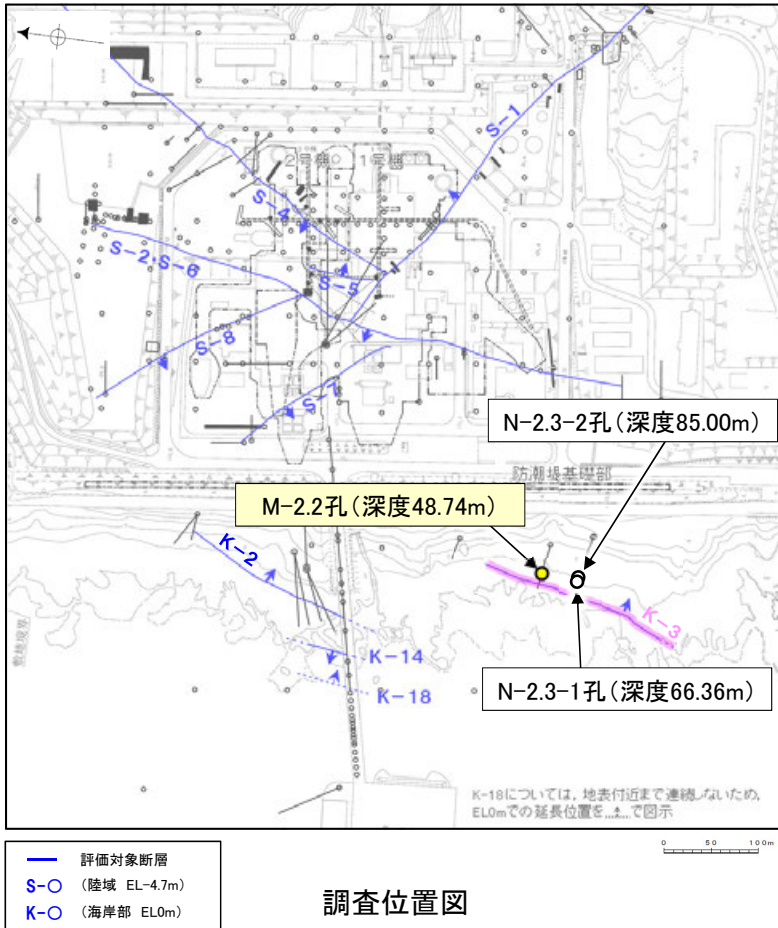 S-1
2号機
1号機
S-4
S-2・S-6
S-5
S-8
S-7
N-2.3-2孔(深度85.00m)
防潮堤基礎部
M-2.2孔(深度48.74m)
K-2
K-3
敷地境界
K-14
K-18
N-2.3-1孔(深度66.36m)
K-18については、地表付近まで連続しないため、
EL0mでの延長位置を で図示
0 50 100m
評価対象断層
S-○ (陸域 EL-4.7m)
K-○ (海岸部 EL0m)
調査位置図